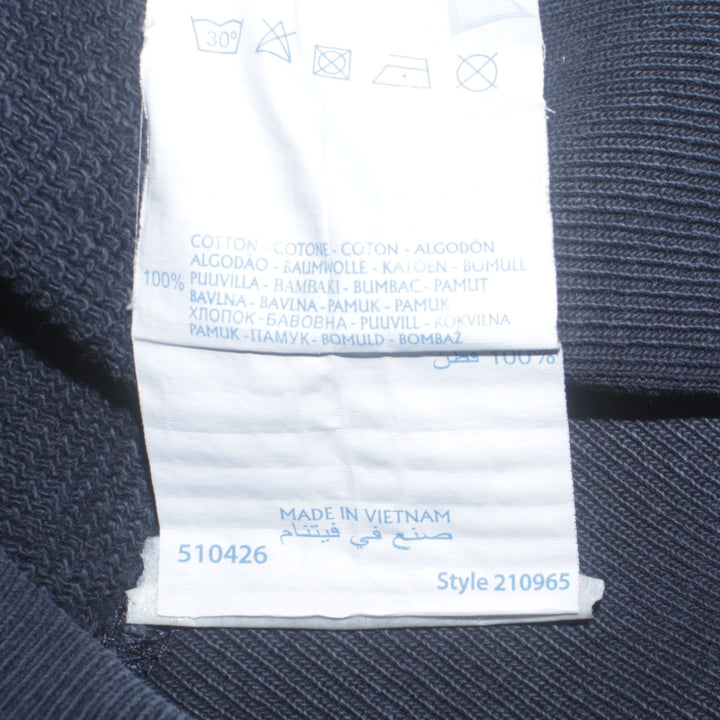 30°
COTTON - COTONE - COTON - ALGODÓN
ALGODÃO - BAUMWOLLE - KATOEN - BOMULL
100% PUUVILLA - BAMBAKI - BUMBAC - PAMUT
BAVLNA - BAVLNA - PAMUK - PAMUK
ХЛОПОК - БАВОВНА - PUUVILL - KOKVILNA
PAMUK - ПАМУК - BOMULD - BOMBAŽ
100% قطن
MADE IN VIETNAM
صنع في فيتنام
510426
Style 210965